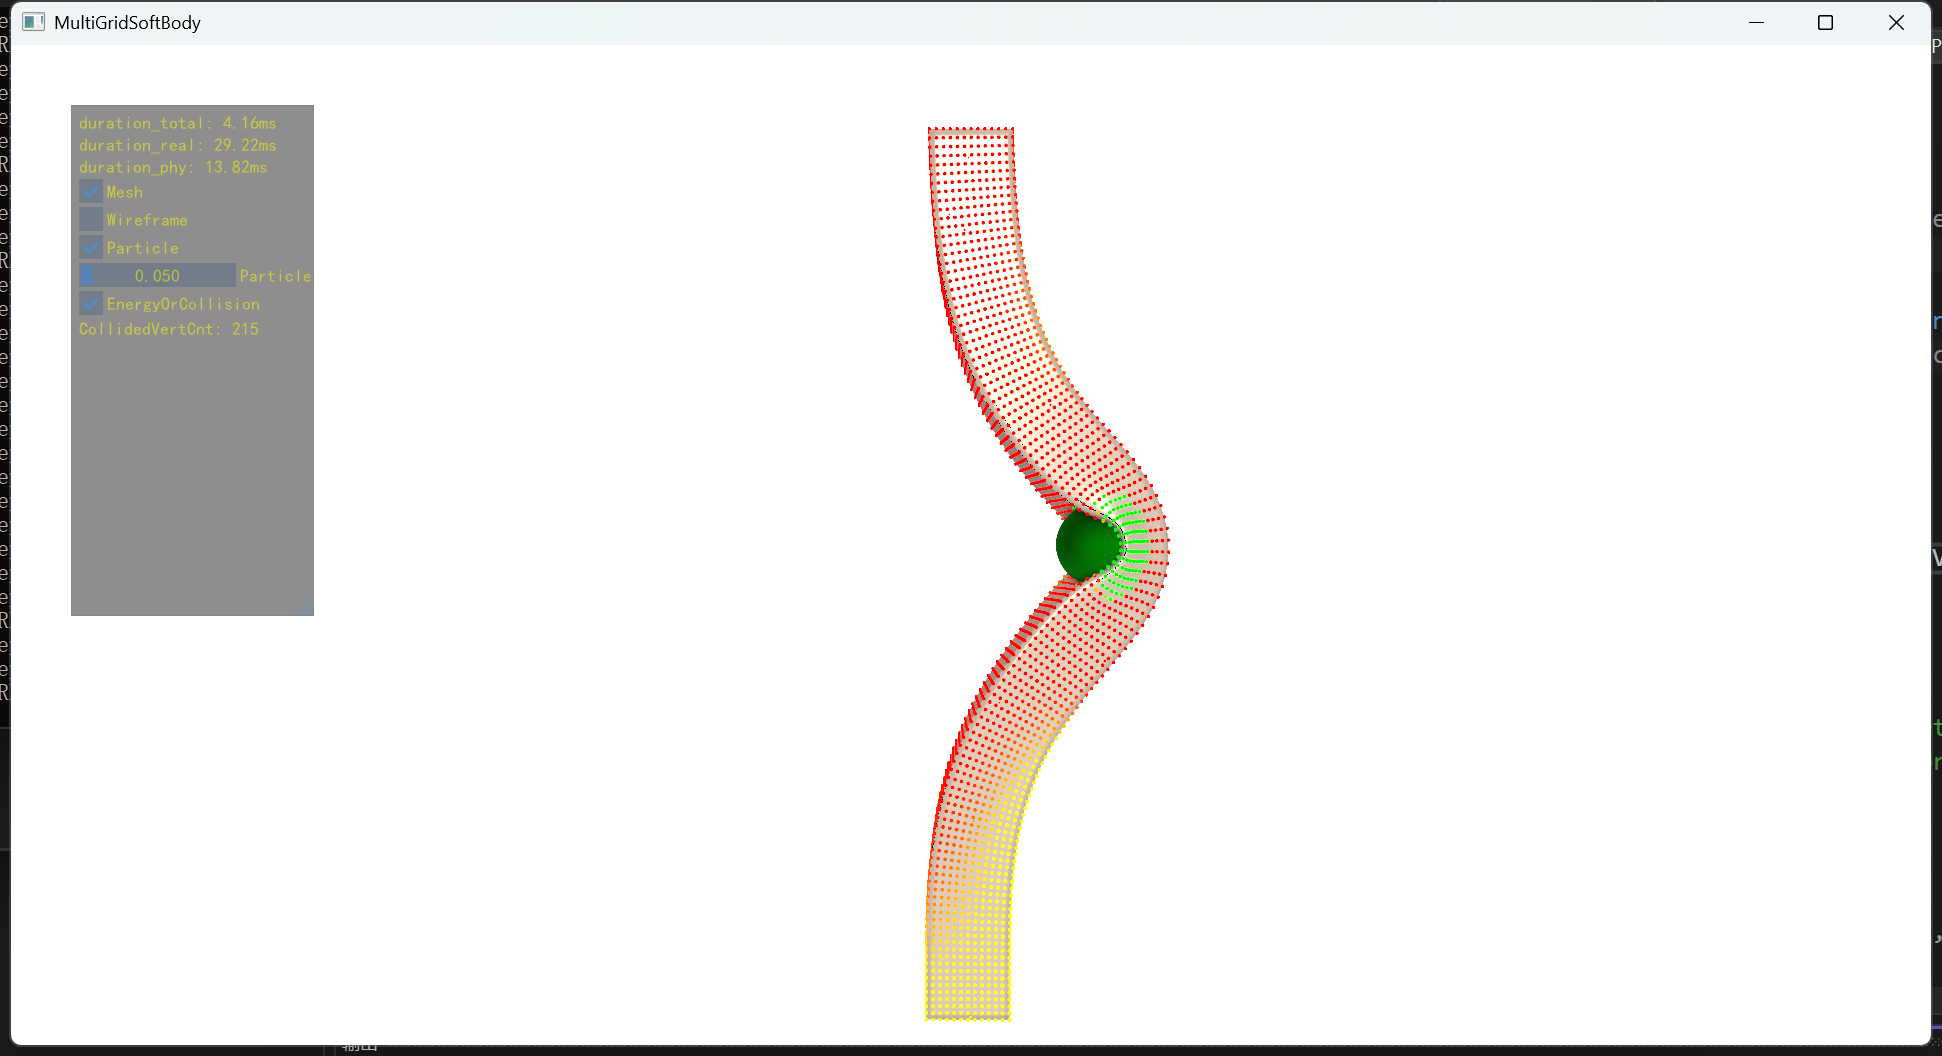 MultiGridSoftBody
duration_total: 4.16ms
duration_real: 29.22ms
duration_phy: 13.82ms
Mesh
Wireframe
Particle
0.050 Particle
EnergyOrCollision
CollidedVertCnt: 215